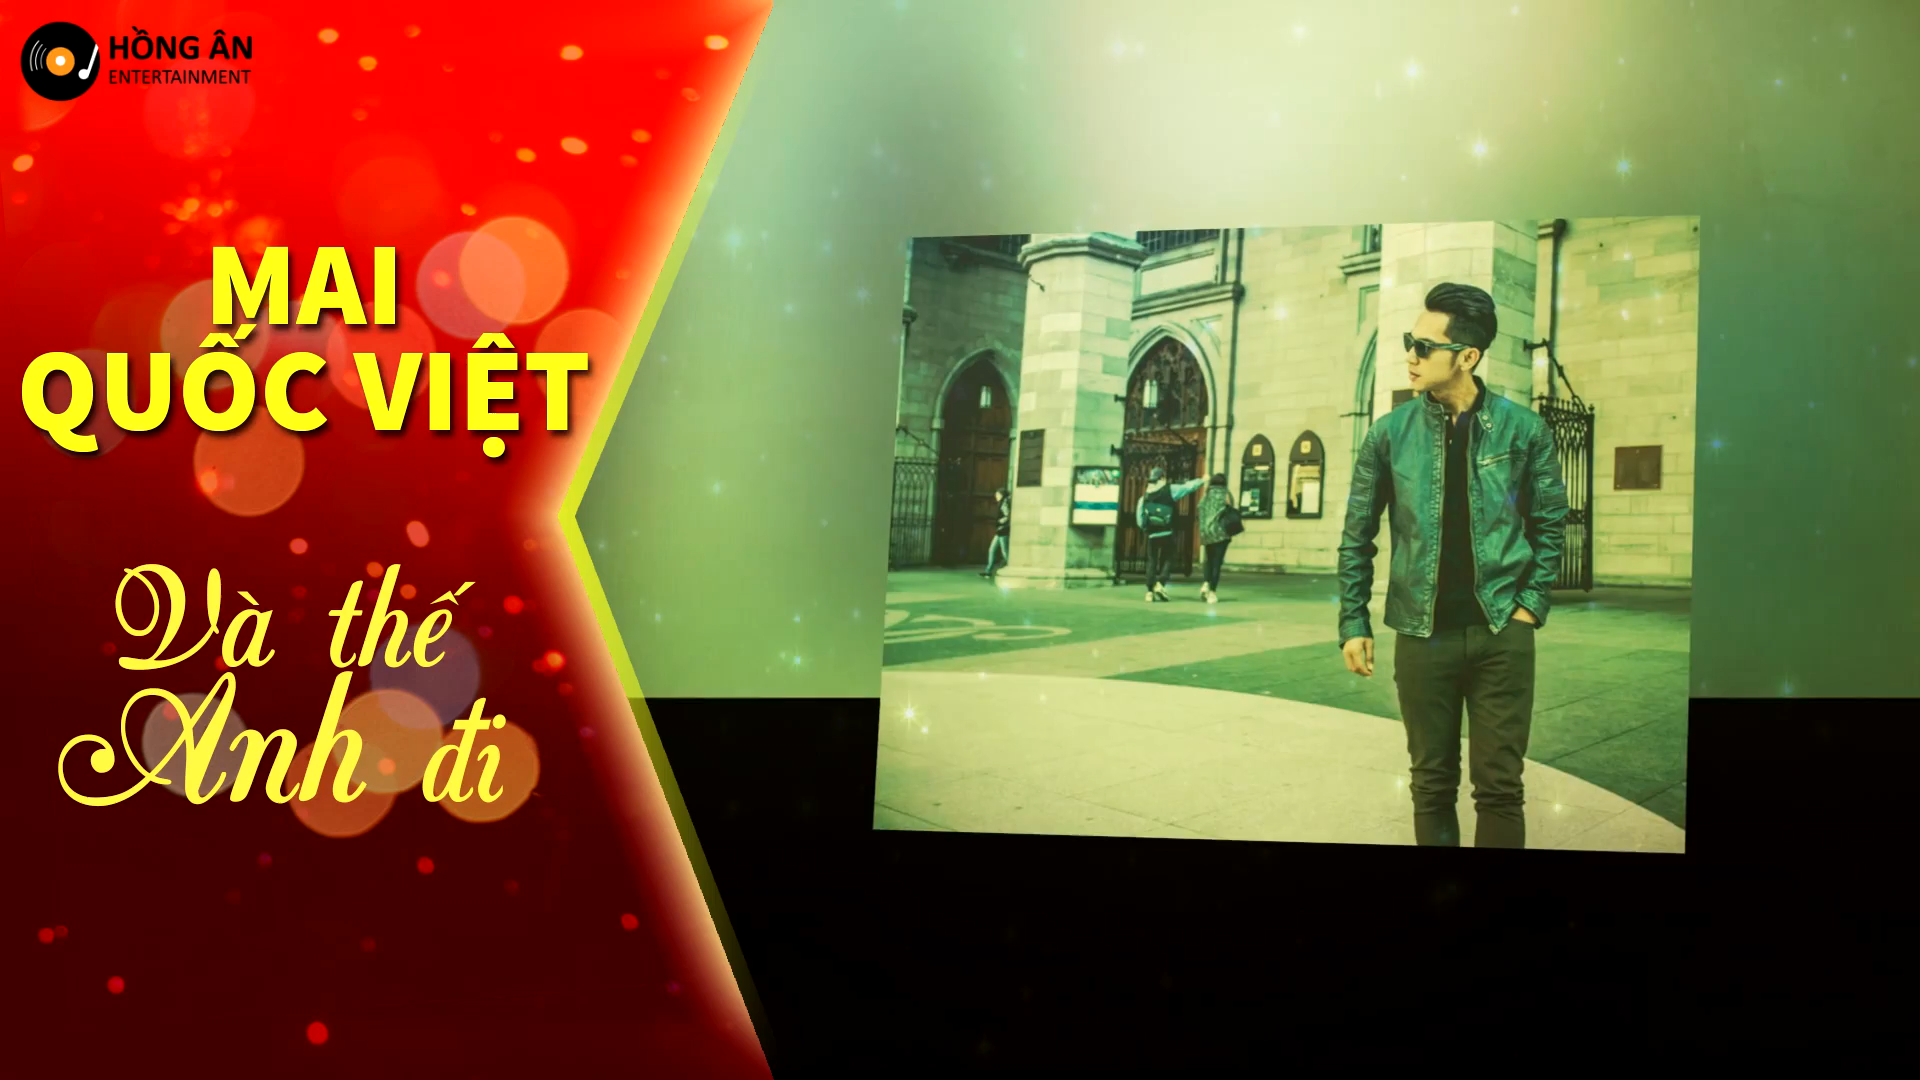 HỒNG ÂN
ENTERTAINMENT
MAI
QUỐC VIỆT
Và thế
Anh đi